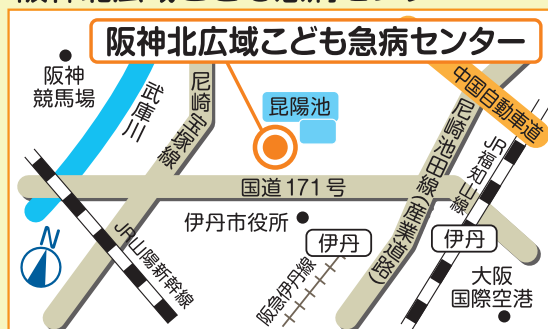 阪神北広域こども急病センター
阪神
競馬場
武庫川
尼崎宝塚線
昆陽池
中国自動車道
尼崎池田線(産業道路)
JR福知山線
国道171号
伊丹市役所
伊丹
伊丹
N
JR山陽新幹線
阪急伊丹線
大阪
国際空港